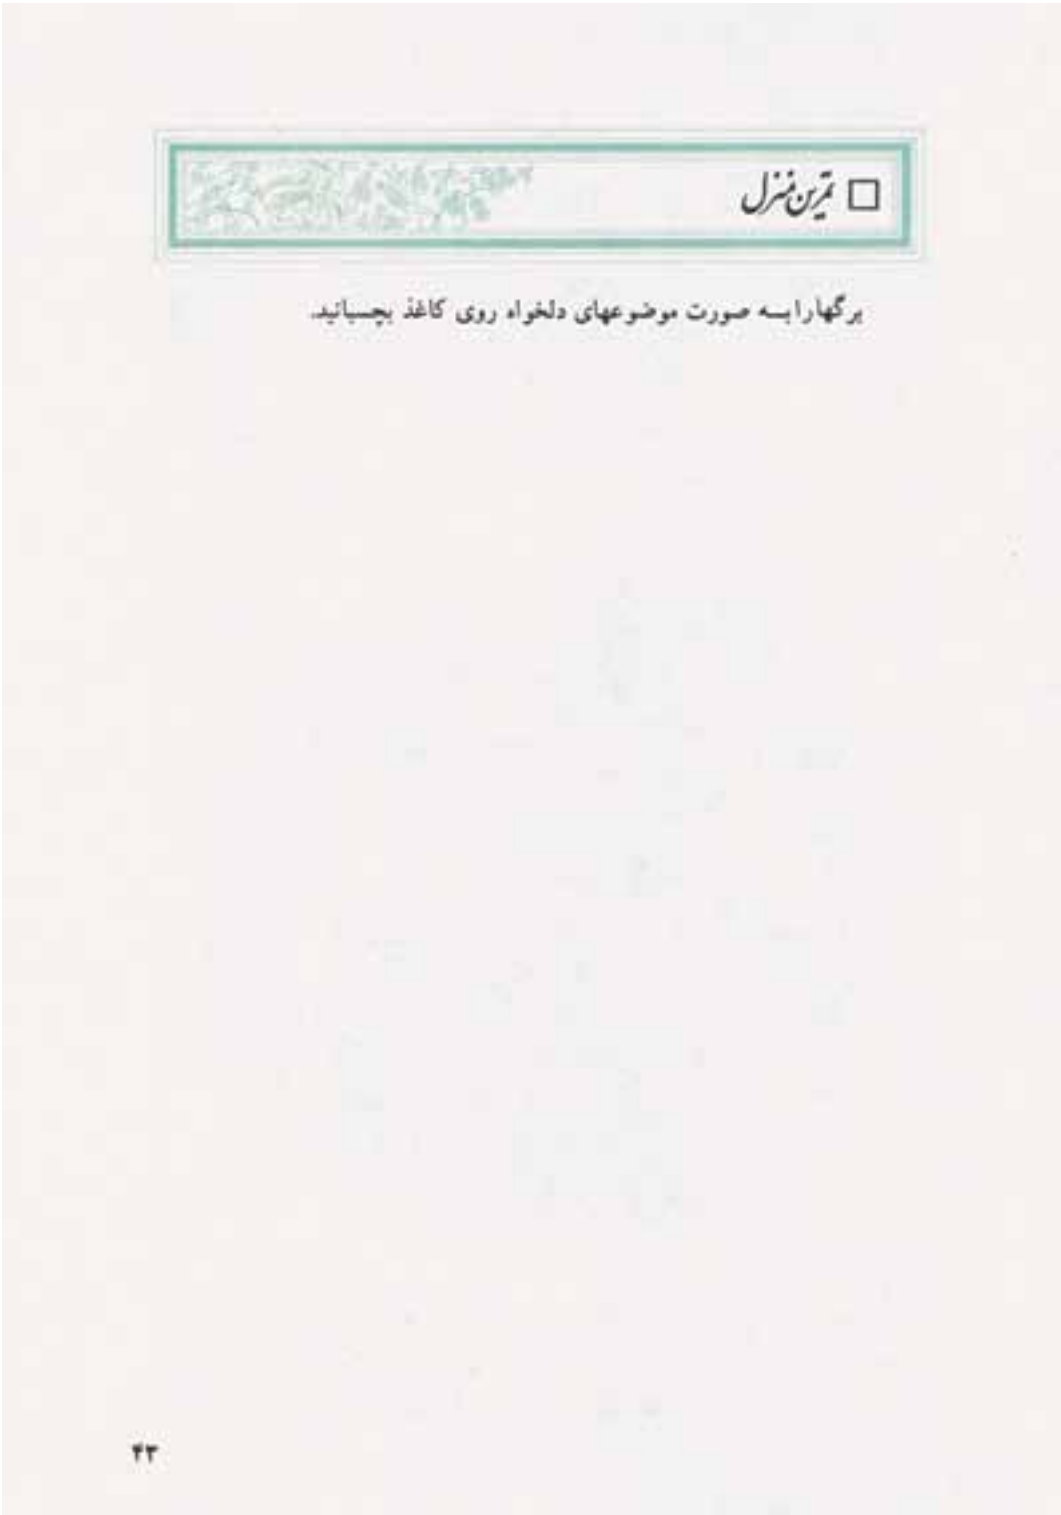 □ تمرین منزل
برگها را به صورت موضوعهای دلخواه روی کاغذ بچسبانید.
۴۳